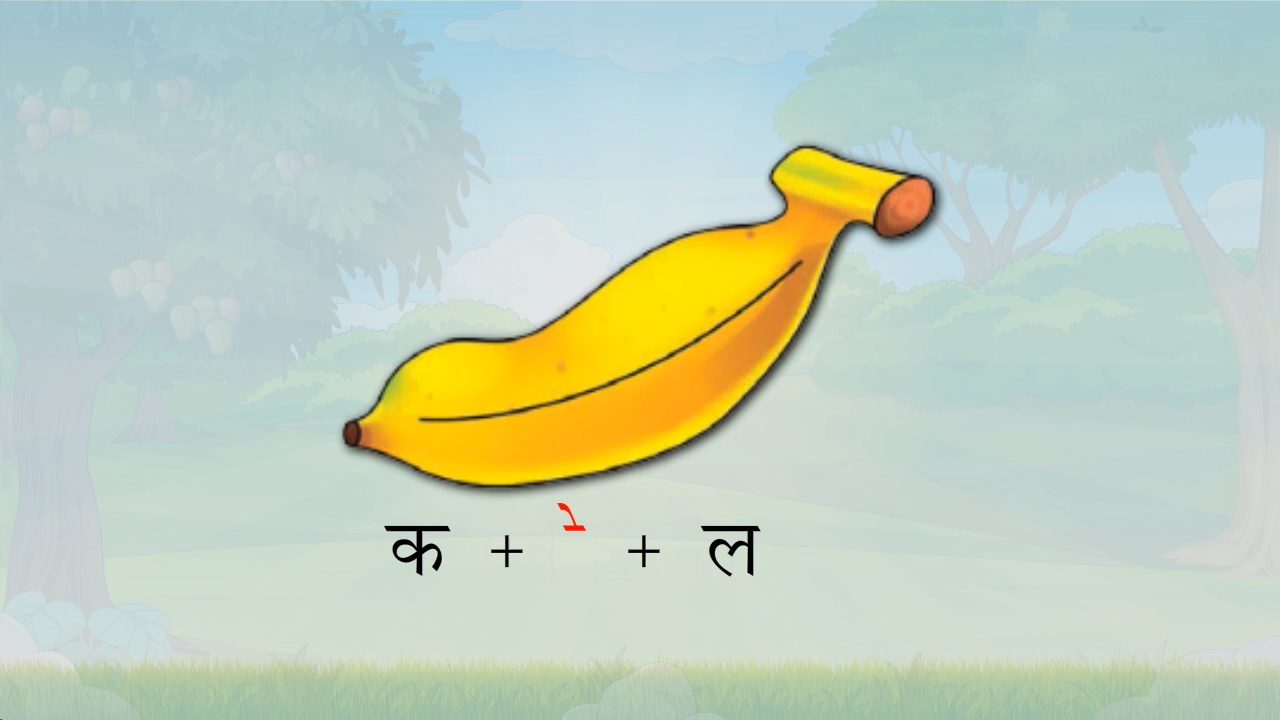 क + े + ल